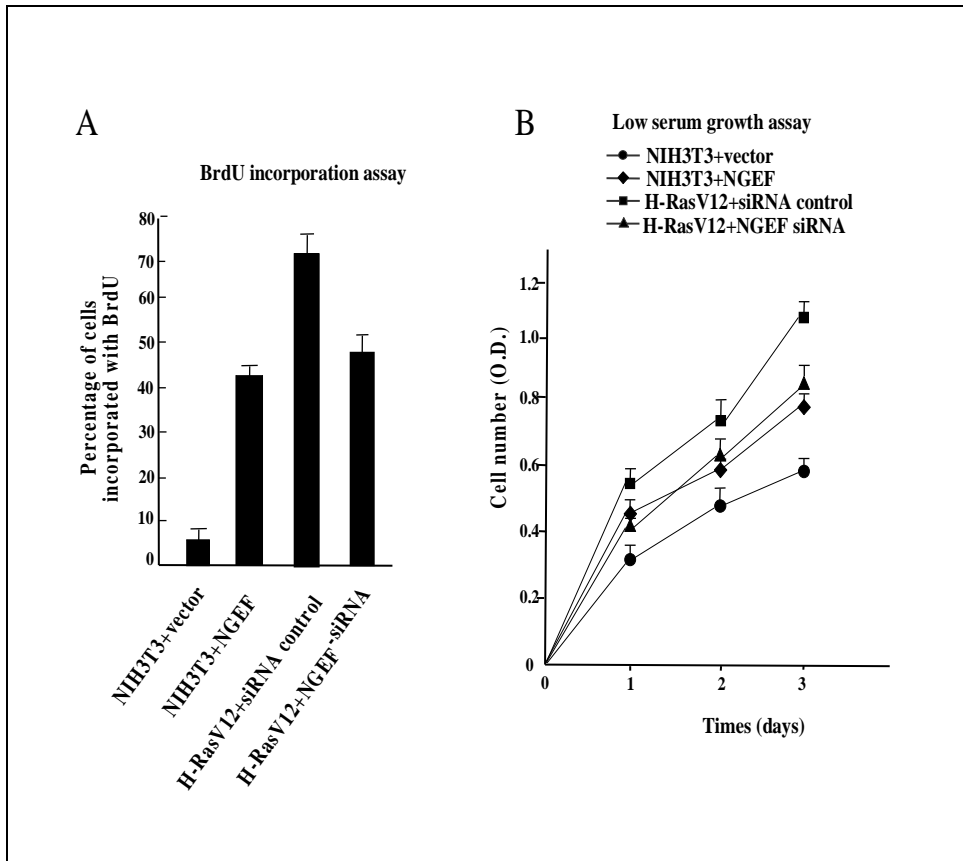 A
BrdU incorporation assay
Percentage of cells
incorporated with BrdU
80
70
60
50
40
30
20
10
0
NIH3T3+vector
NIH3T3+NGEF
H-RasV12+siRNA control
H-RasV12+NGEF-siRNA
B
Low serum growth assay
NIH3T3+vector
NIH3T3+NGEF
H-RasV12+siRNA control
H-RasV12+NGEF siRNA
Cell number (O.D.)
1.2
1.0
0.8
0.6
0.4
0.2
0
0
1
2
3
Times (days)